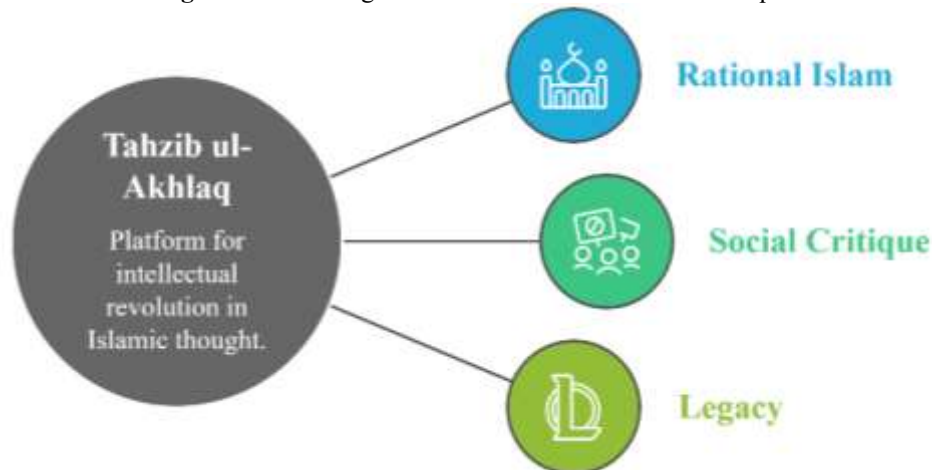 Tahzib ul-
Akhlaq
Platform for
intellectual
revolution in
Islamic thought.
Rational Islam
Social Critique
Legacy